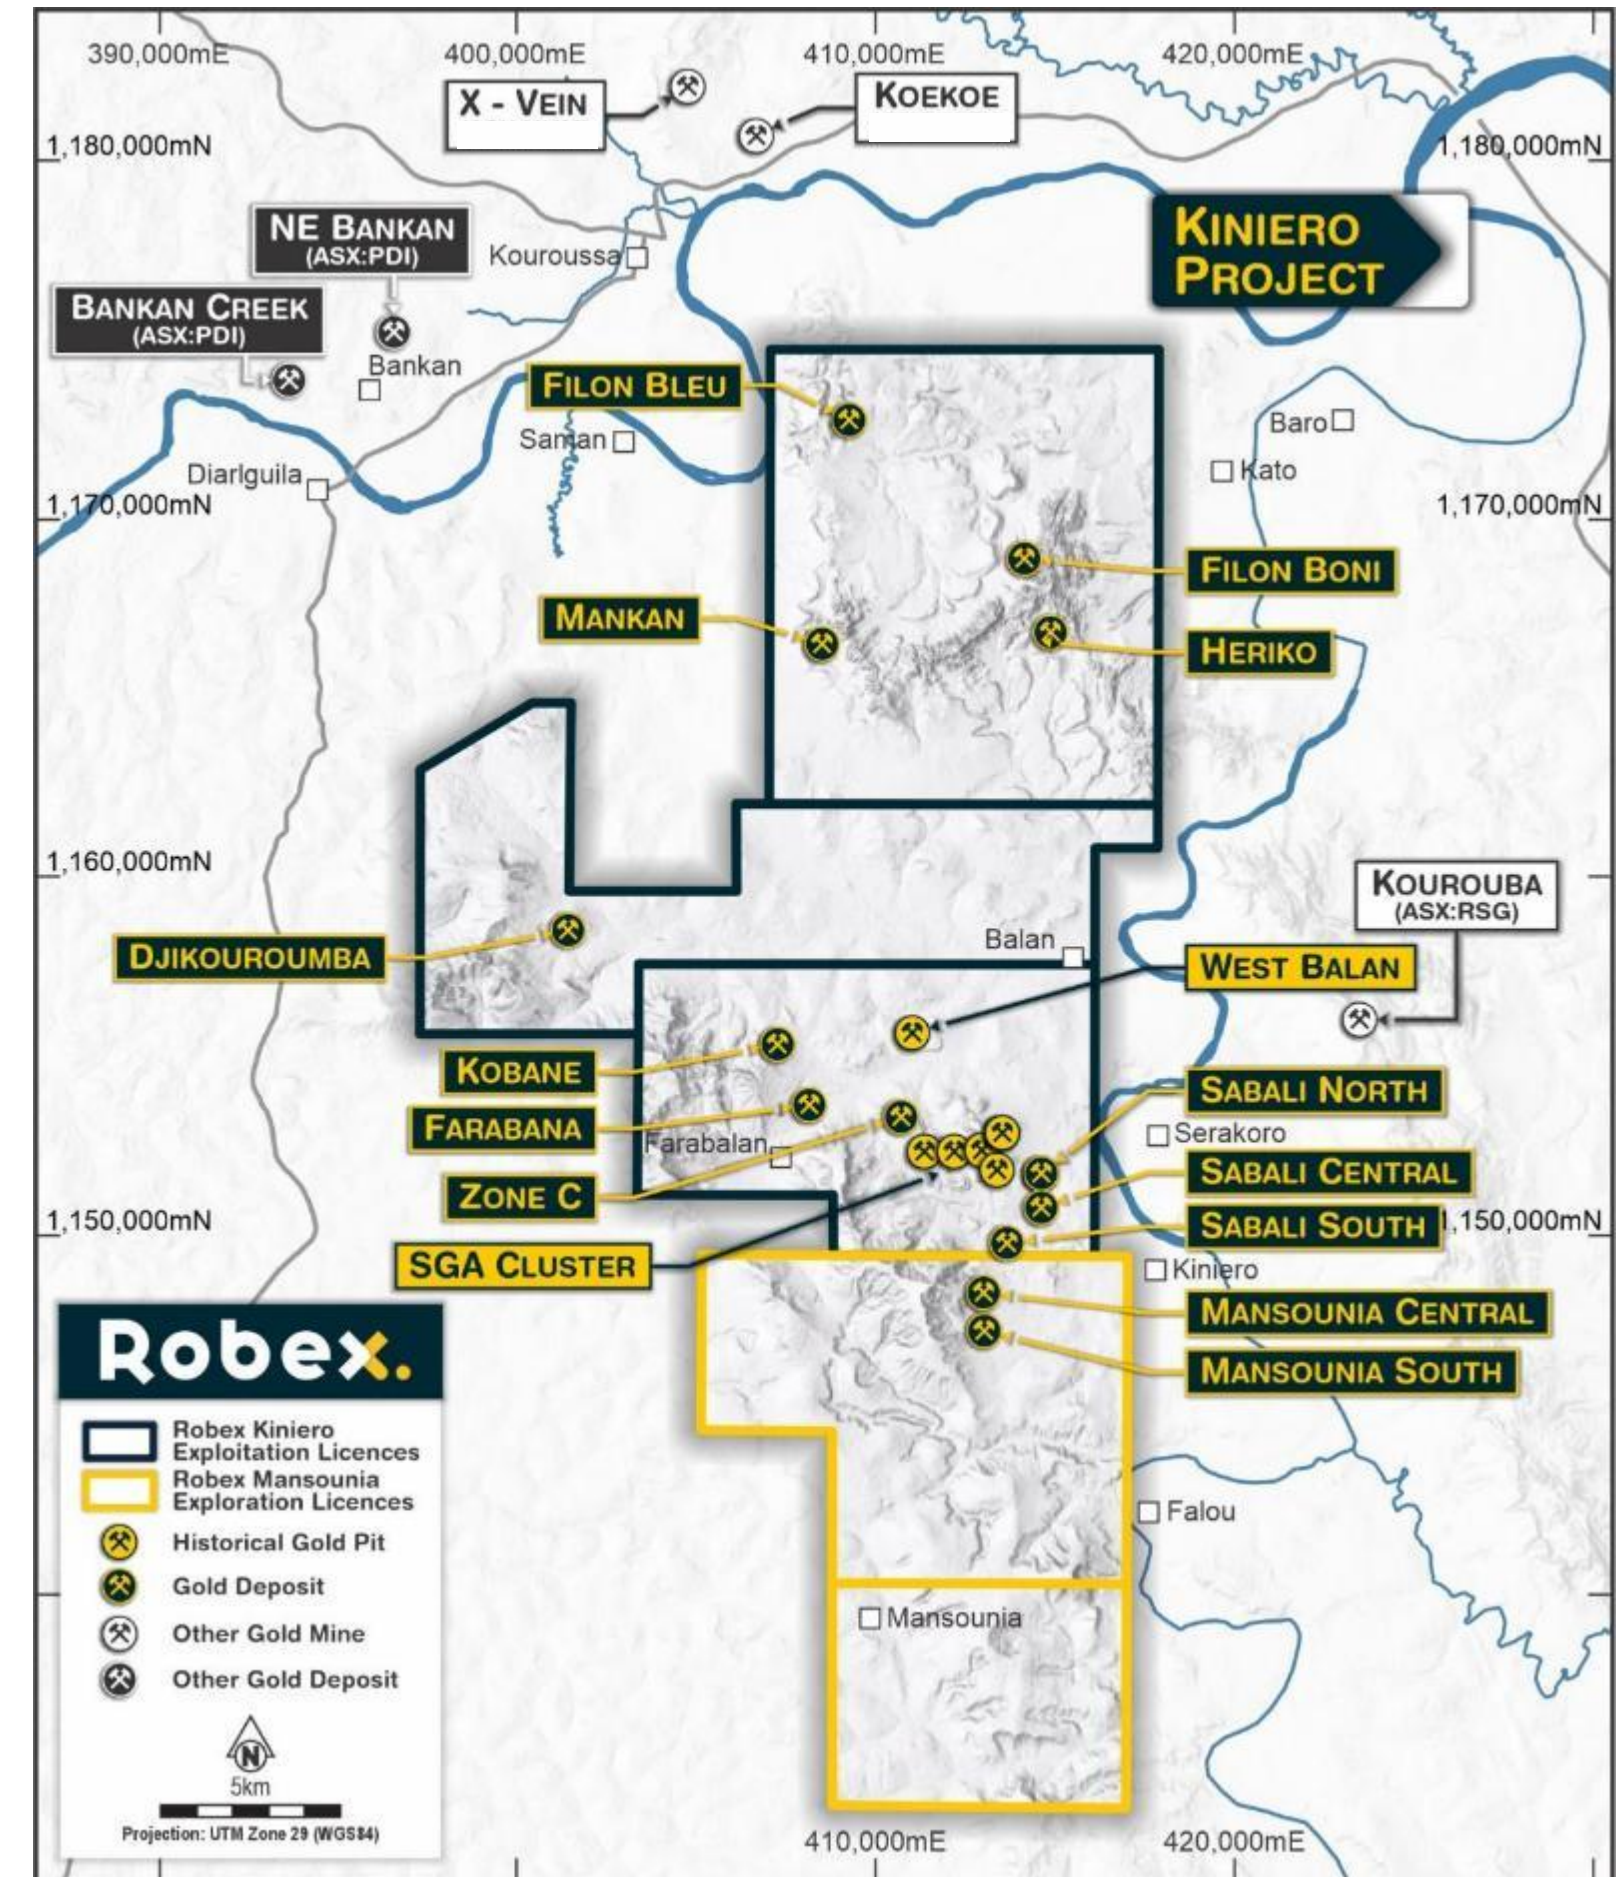 390,000mE
400,000mE
410,000mE
420,000mE
X - VEIN
KOEKOE
1,180,000mN
1,180,000mN
KINIERO
PROJECT
NE BANKAN
(ASX:PDI)
Kouroussa
BANKAN CREEK
(ASX:PDI)
Bankan
FILON BLEU
Baro
Saman
Kato
Diarlguila
1,170,000mN
1,170,000mN
FILON BONI
MANKAN
HERIKO
1,160,000mN
KOUROUBA
(ASX:RSG)
Balan
DJIKOUROUMBA
WEST BALAN
KOBANE
SABALI NORTH
FARABANA
Farabalan
Serakoro
SABALI CENTRAL
ZONE C
1,150,000mN
SABALI SOUTH
1,150,000mN
SGA CLUSTER
Kiniero
MANSOUNIA CENTRAL
MANSOUNIA SOUTH
Robex.
Robex Kiniero
Exploitation Licences
Robex Mansounia
Exploration Licences
Historical Gold Pit
Gold Deposit
Other Gold Mine
Other Gold Deposit
N
5km
Projection: UTM Zone 29 (WGS84)
Falou
Mansounia
410,000mE
420,000mE